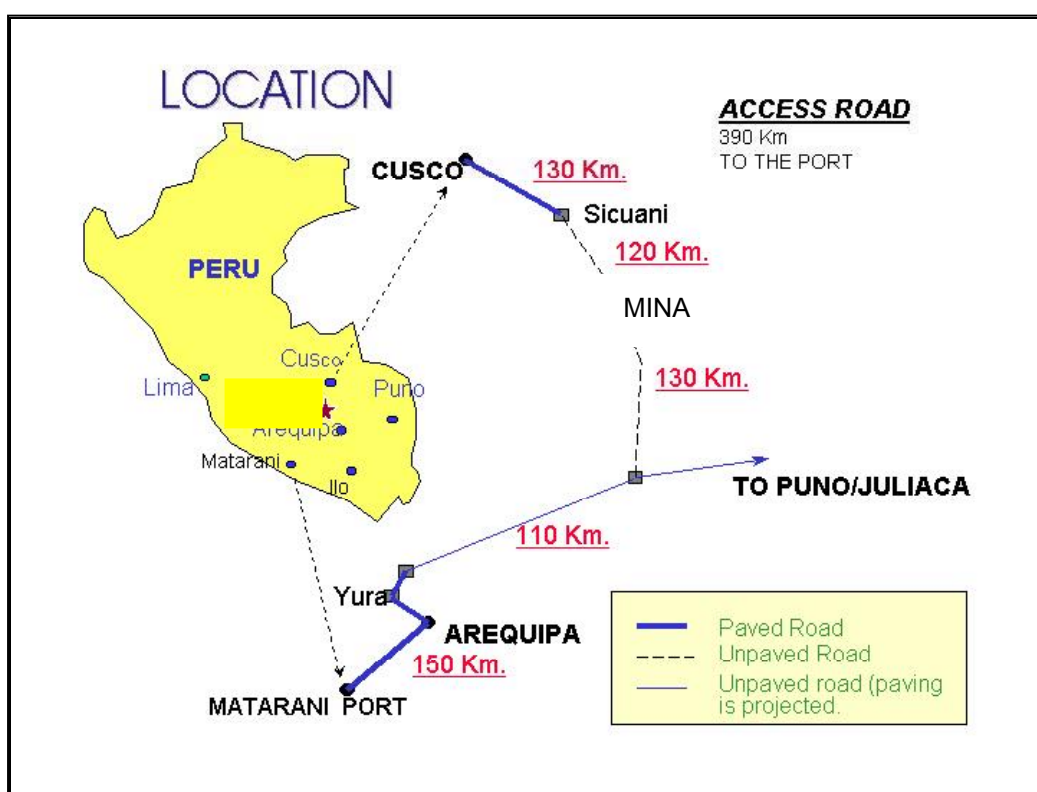 LOCATION
ACCESS ROAD
390 Km
TO THE PORT
CUSCO
130 Km.
Sicuani
120 Km.
PERU
MINA
Cusco
Lima
Puno
130 Km.
Arequipa
Matarani
Ilo
TO PUNO/JULIACA
110 Km.
Yura
AREQUIPA
150 Km.
MATARANI PORT
Paved Road
Unpaved Road
Unpaved road (paving
is projected.